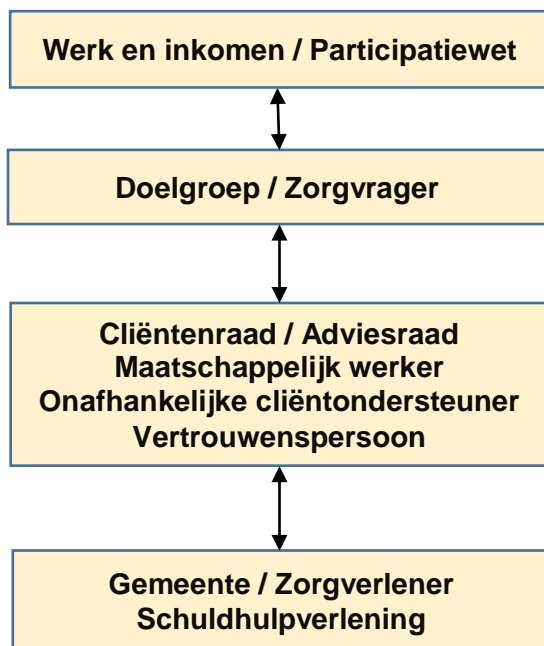 Werk en inkomen / Participatiewet
Doelgroep / Zorgvrager
Cliëntenraad / Adviesraad
Maatschappelijk werker
Onafhankelijke cliëntondersteuner
Vertrouwenspersoon
Gemeente / Zorgverlener
Schuldhulpverlening